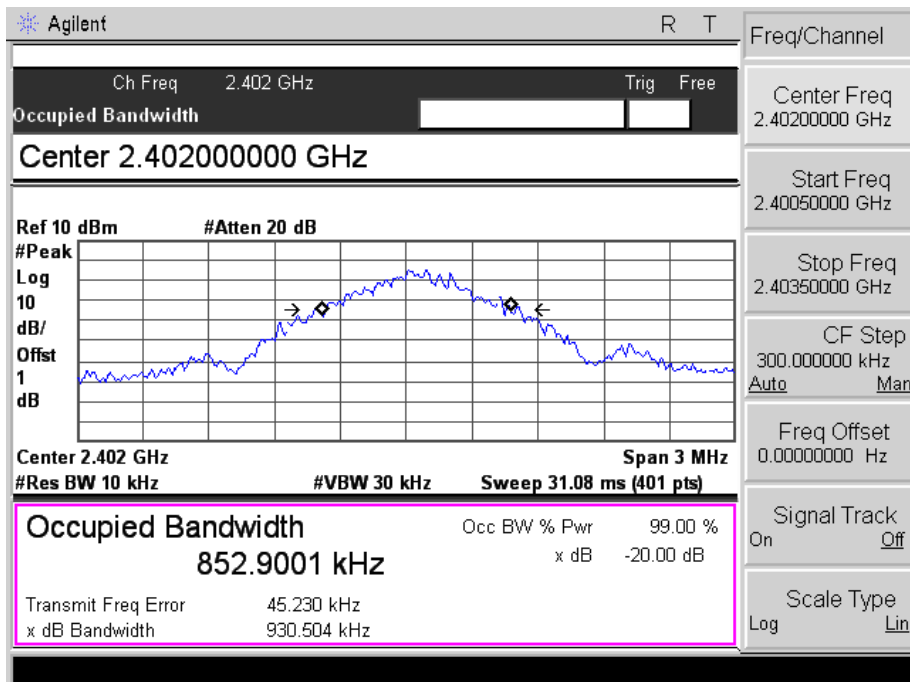 Agilent R T
Freq/Channel
Ch Freq 2.402 GHz Trig Free
Occupied Bandwidth
Center 2.402000000 GHz
Ref 10 dBm #Atten 20 dB
#Peak
Log
10
dB/
Offst
1
dB
Center 2.402 GHz Span 3 MHz
#Res BW 10 kHz #VBW 30 kHz Sweep 31.08 ms (401 pts)
Occupied Bandwidth
852.9001 kHz
Occ BW % Pwr 99.00 %
x dB -20.00 dB
Transmit Freq Error 45.230 kHz
x dB Bandwidth 930.504 kHz
Center Freq
2.40200000 GHz
Start Freq
2.40050000 GHz
Stop Freq
2.40350000 GHz
CF Step
300.000000 kHz
Auto Man
Freq Offset
0.00000000 Hz
Signal Track
On Off
Scale Type
Log Lin